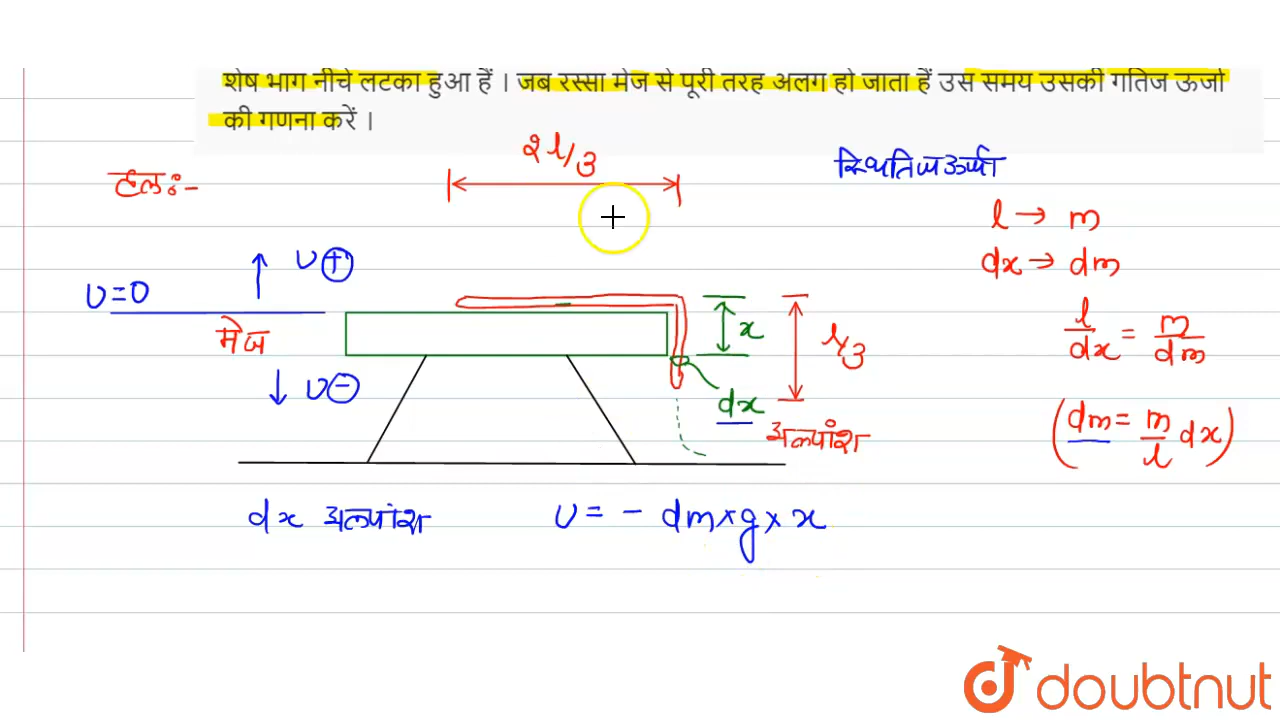 शेष भाग नीचे लटका हुआ हैं । जब रस्सा मेज से पूरी तरह अलग हो जाता हैं उस समय उसकी गतिज ऊर्जा
की गणना करें ।
हलः-
2l/3
स्थितिज ऊर्जा
l → m
dx → dm
U ⊕
U=0
मेज
U ⊖
x
l/3
dx
अल्पांश
l/dx = m/dm
(dm = m/l dx)
dx अल्पांश U = - dm×g×x
doubtnut